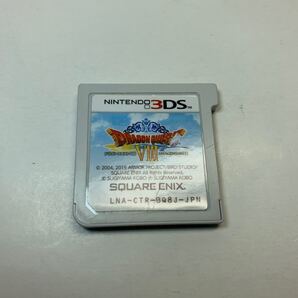 NINTENDO 3DS
DRAGON QUEST
VIII
© 2004, 2015 ARMOR PROJECT/BIRD STUDIO/
SQUARE ENIX All Rights Reserved.
© SUGIYAMA KOBO ℗ SUGIYAMA KOBO
SQUARE ENIX
LNA-CTR-BQ8J-JPN